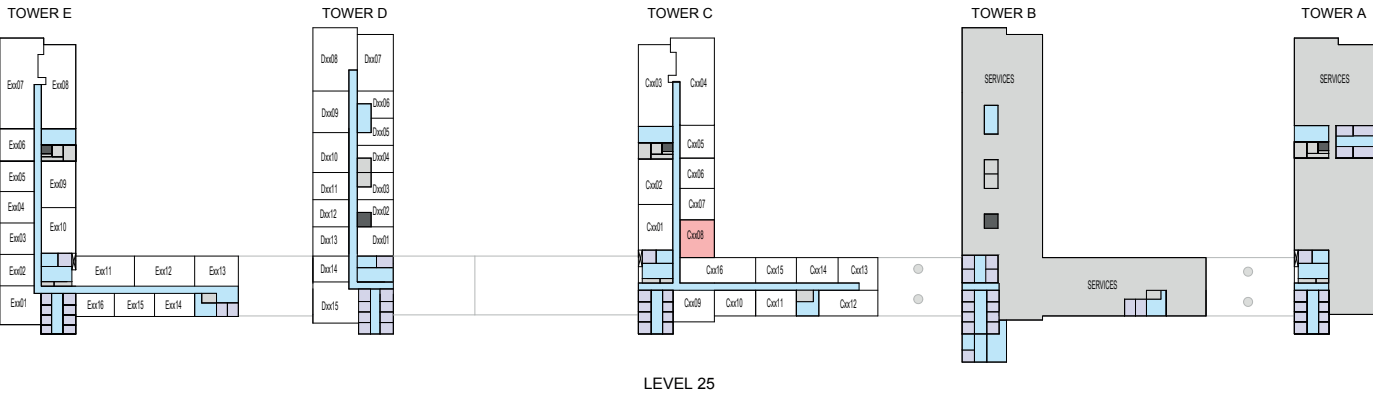 TOWER E
TOWER D
TOWER C
TOWER B
TOWER A
Exx07
Exx08
Exx06
Exx05
Exx09
Exx04
Exx10
Exx03
Exx02
Exx01
Exx11
Exx12
Exx13
Exx16
Exx15
Exx14
Dxx08
Dxx07
Dxx09
Dxx06
Dxx05
Dxx10
Dxx04
Dxx11
Dxx03
Dxx12
Dxx02
Dxx13
Dxx01
Dxx14
Dxx15
Cxx03
Cxx04
Cxx05
Cxx02
Cxx06
Cxx07
Cxx01
Cxx08
Cxx16
Cxx15
Cxx14
Cxx13
Cxx09
Cxx10
Cxx11
Cxx12
SERVICES
SERVICES
SERVICES
LEVEL 25